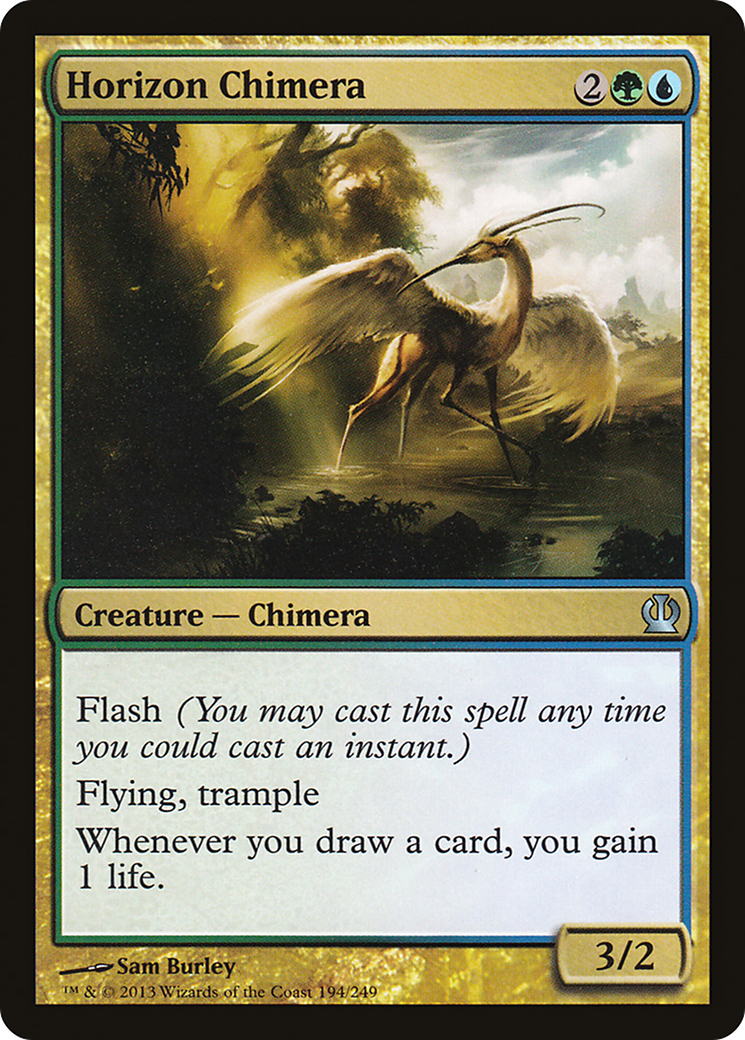 Horizon Chimera 2
Creature — Chimera
Flash (You may cast this spell any time
you could cast an instant.)
Flying, trample
Whenever you draw a card, you gain
1 life.
3/2
Sam Burley
™ & © 2013 Wizards of the Coast 194/249